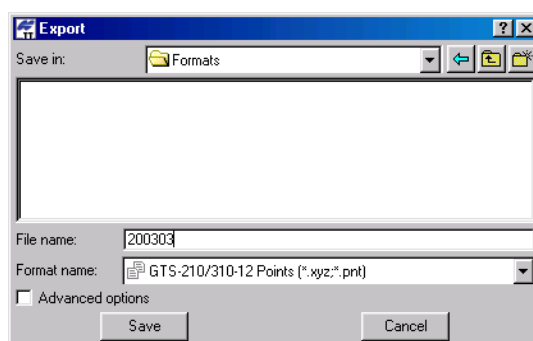 Export
Save in: Formats
File name: 200303
Format name: GTS-210/310-12 Points (*.xyz;*.pnt)
Advanced options
Save Cancel